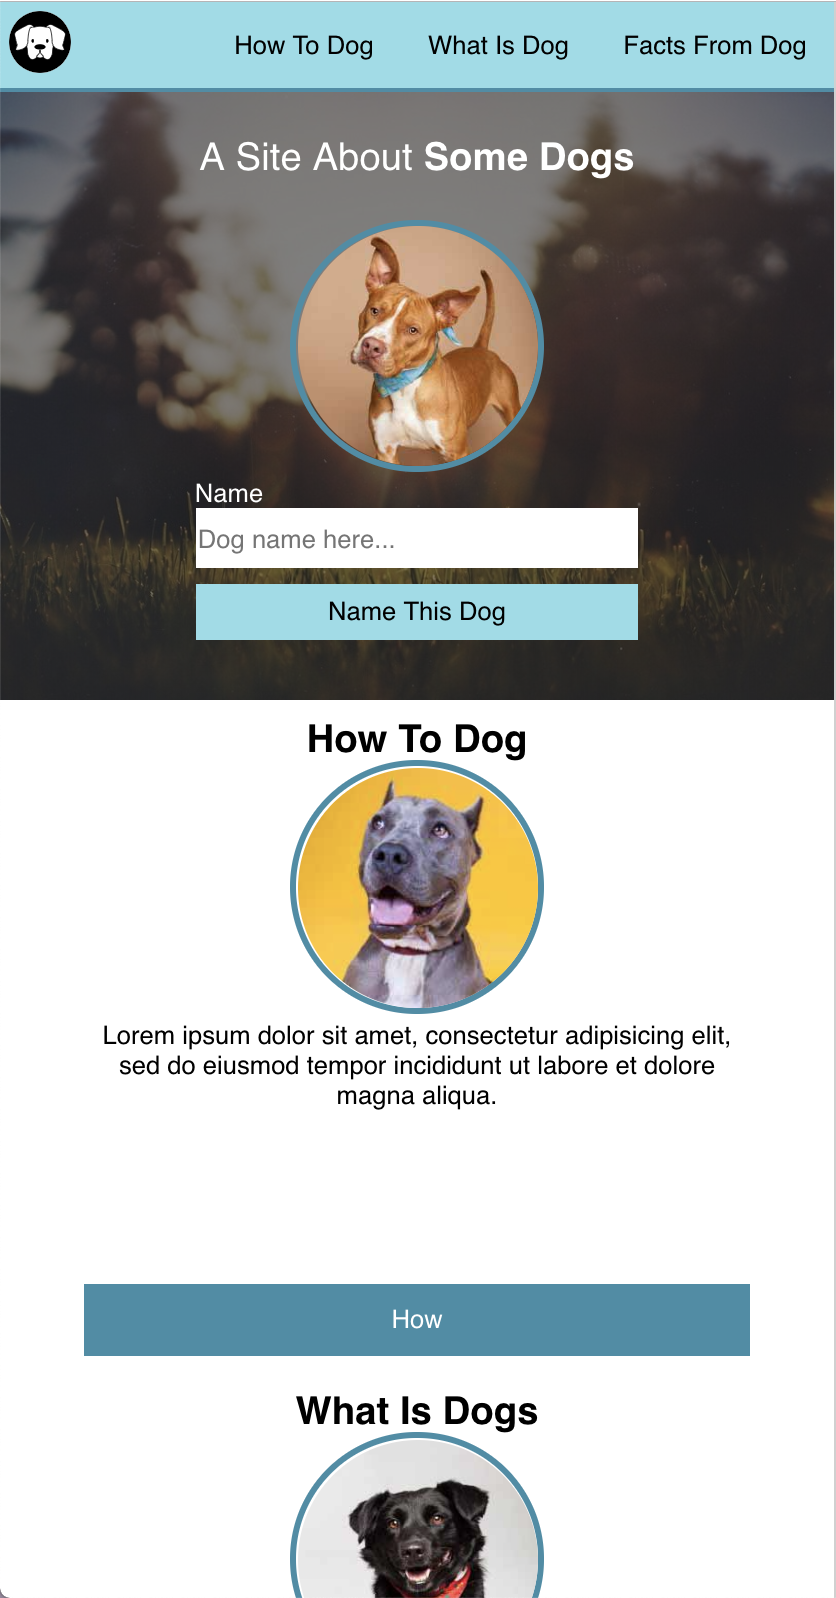 How To Dog
What Is Dog
Facts From Dog
A Site About Some Dogs
Name
Dog name here...
Name This Dog
How To Dog
Lorem ipsum dolor sit amet, consectetur adipisicing elit,
sed do eiusmod tempor incididunt ut labore et dolore
magna aliqua.
How
What Is Dogs